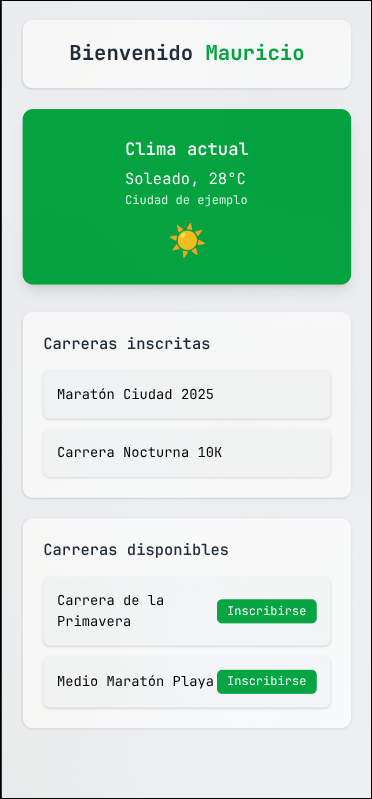 Bienvenido Mauricio
Clima actual
Soleado, 28°C
Ciudad de ejemplo
Carreras inscritas
Maratón Ciudad 2025
Carrera Nocturna 10K
Carreras disponibles
Carrera de la
Primavera
Inscribirse
Medio Maratón Playa
Inscribirse